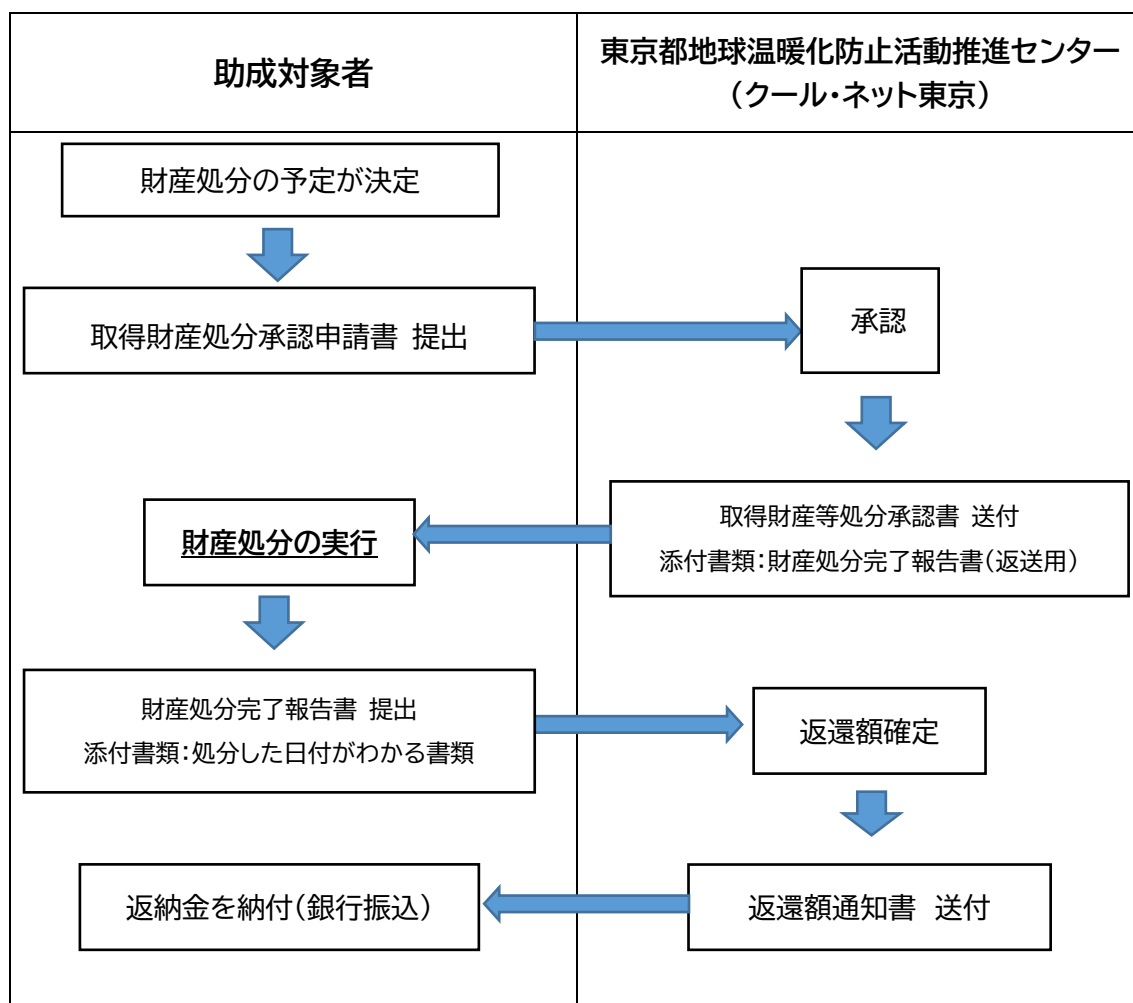 助成対象者
東京都地球温暖化防止活動推進センター
（クール・ネット東京）
財産処分の予定が決定
取得財産処分承認申請書 提出
承認
取得財産等処分承認書 送付
添付書類：財産処分完了報告書（返送用）
財産処分の実行
財産処分完了報告書 提出
添付書類：処分した日付がわかる書類
返還額確定
返還額通知書 送付
返納金を納付（銀行振込）